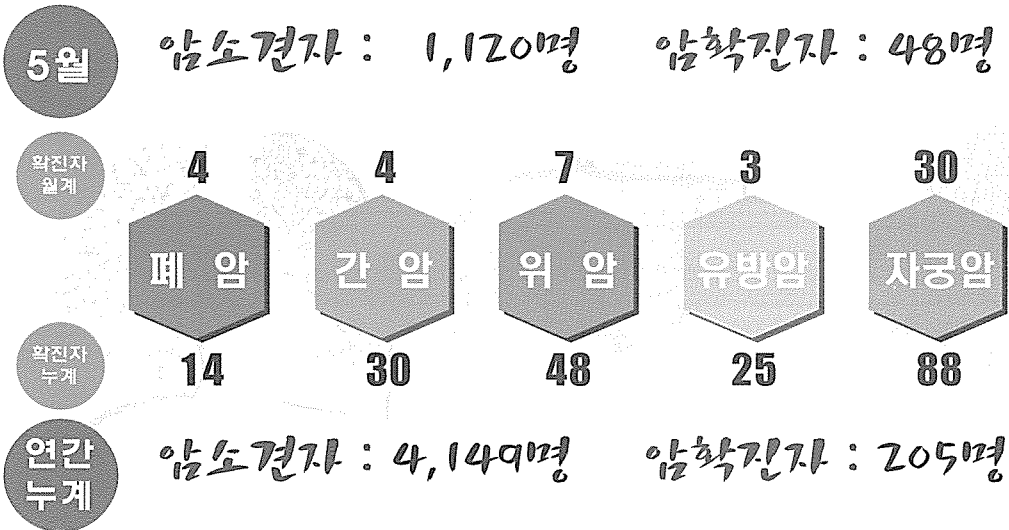 5월 암소견자 : 1,120명 암확진자 : 48명
확진자
월계
4 4 7 3 30
폐 암 간 암 위 암 유방암 자궁암
확진자
누계
14 30 48 25 88
연간
누계
암소견자 : 4,149명 암확진자 : 205명